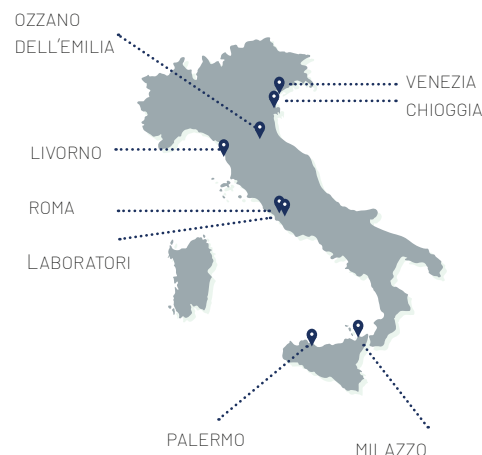 OZZANO
DELL'EMILIA
VENEZIA
CHIOGGIA
LIVORNO
ROMA
LABORATORI
PALERMO
MILAZZO